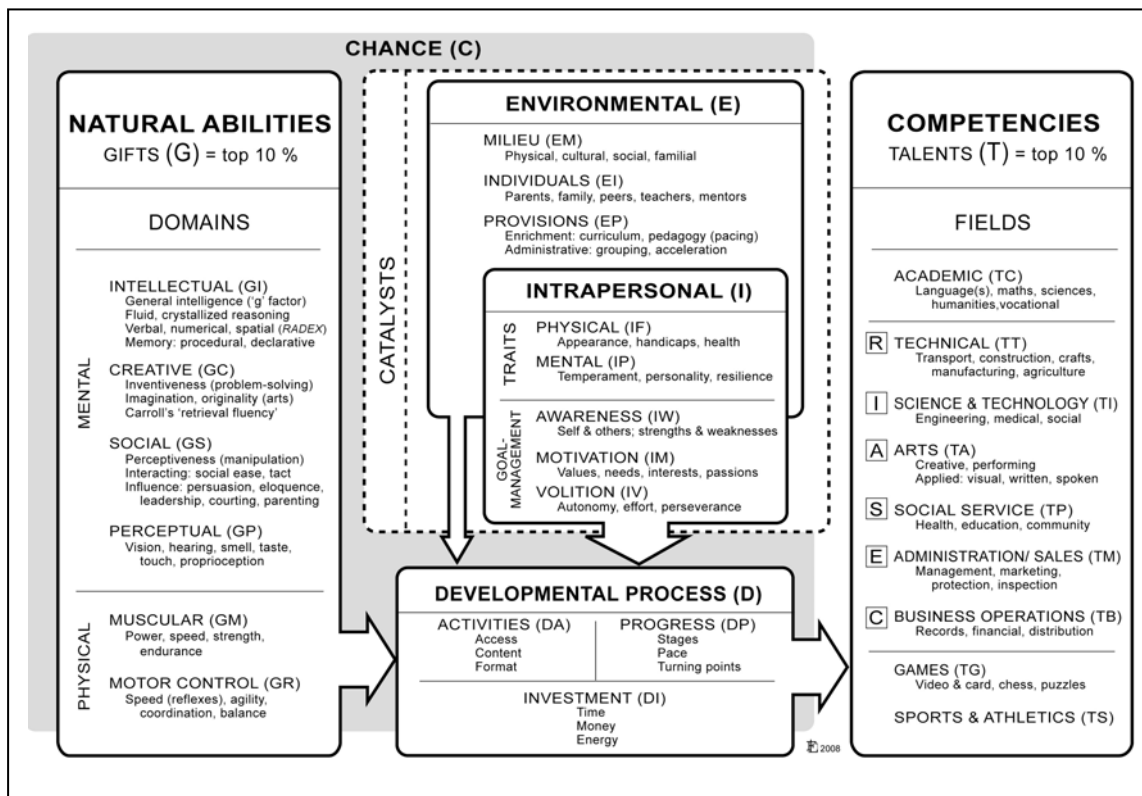 CHANCE (C)
NATURAL ABILITIES
GIFTS (G) = top 10 %
DOMAINS
MENTAL
INTELLECTUAL (GI)
General intelligence ('g' factor)
Fluid, crystallized reasoning
Verbal, numerical, spatial (RADEX)
Memory: procedural, declarative
CREATIVE (GC)
Inventiveness (problem-solving)
Imagination, originality (arts)
Carroll's 'retrieval fluency'
SOCIAL (GS)
Perceptiveness (manipulation)
Interacting: social ease, tact
Influence: persuasion, eloquence,
leadership, courting, parenting
PERCEPTUAL (GP)
Vision, hearing, smell, taste,
touch, proprioception
PHYSICAL
MUSCULAR (GM)
Power, speed, strength,
endurance
MOTOR CONTROL (GR)
Speed (reflexes), agility,
coordination, balance
CATALYSTS
ENVIRONMENTAL (E)
MILIEU (EM)
Physical, cultural, social, familial
INDIVIDUALS (EI)
Parents, family, peers, teachers, mentors
PROVISIONS (EP)
Enrichment: curriculum, pedagogy (pacing)
Administrative: grouping, acceleration
INTRAPERSONAL (I)
TRAITS
PHYSICAL (IF)
Appearance, handicaps, health
MENTAL (IP)
Temperament, personality, resilience
GOAL-
MANAGEMENT
AWARENESS (IW)
Self & others; strengths & weaknesses
MOTIVATION (IM)
Values, needs, interests, passions
VOLITION (IV)
Autonomy, effort, perseverance
DEVELOPMENTAL PROCESS (D)
ACTIVITIES (DA)
Access
Content
Format
PROGRESS (DP)
Stages
Pace
Turning points
INVESTMENT (DI)
Time
Money
Energy
2008
COMPETENCIES
TALENTS (T) = top 10 %
FIELDS
ACADEMIC (TC)
Language(s), maths, sciences,
humanities,vocational
R TECHNICAL (TT)
Transport, construction, crafts,
manufacturing, agriculture
I SCIENCE & TECHNOLOGY (TI)
Engineering, medical, social
A ARTS (TA)
Creative, performing
Applied: visual, written, spoken
S SOCIAL SERVICE (TP)
Health, education, community
E ADMINISTRATION/ SALES (TM)
Management, marketing,
protection, inspection
C BUSINESS OPERATIONS (TB)
Records, financial, distribution
GAMES (TG)
Video & card, chess, puzzles
SPORTS & ATHLETICS (TS)